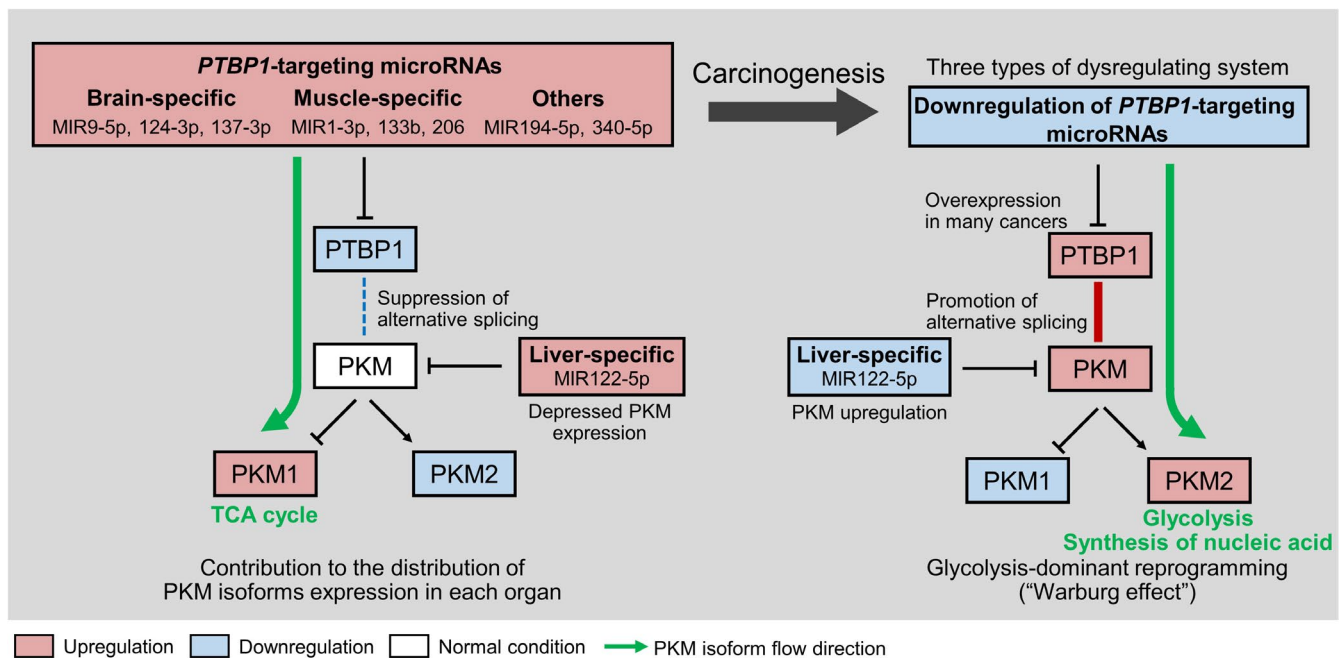 PTBP1-targeting microRNAs
Brain-specific
MIR9-5p, 124-3p, 137-3p
Muscle-specific
MIR1-3p, 133b, 206
Others
MIR194-5p, 340-5p
PTBP1
Suppression of
alternative splicing
PKM
Liver-specific
MIR122-5p
Depressed PKM
expression
PKM1
PKM2
TCA cycle
Contribution to the distribution of
PKM isoforms expression in each organ
Carcinogenesis
Three types of dysregulating system
Downregulation of PTBP1-targeting
microRNAs
Overexpression
in many cancers
PTBP1
Promotion of
alternative splicing
Liver-specific
MIR122-5p
PKM upregulation
PKM
PKM1
PKM2
Glycolysis
Synthesis of nucleic acid
Glycolysis-dominant reprogramming
(“Warburg effect”)
Upregulation
Downregulation
Normal condition
PKM isoform flow direction